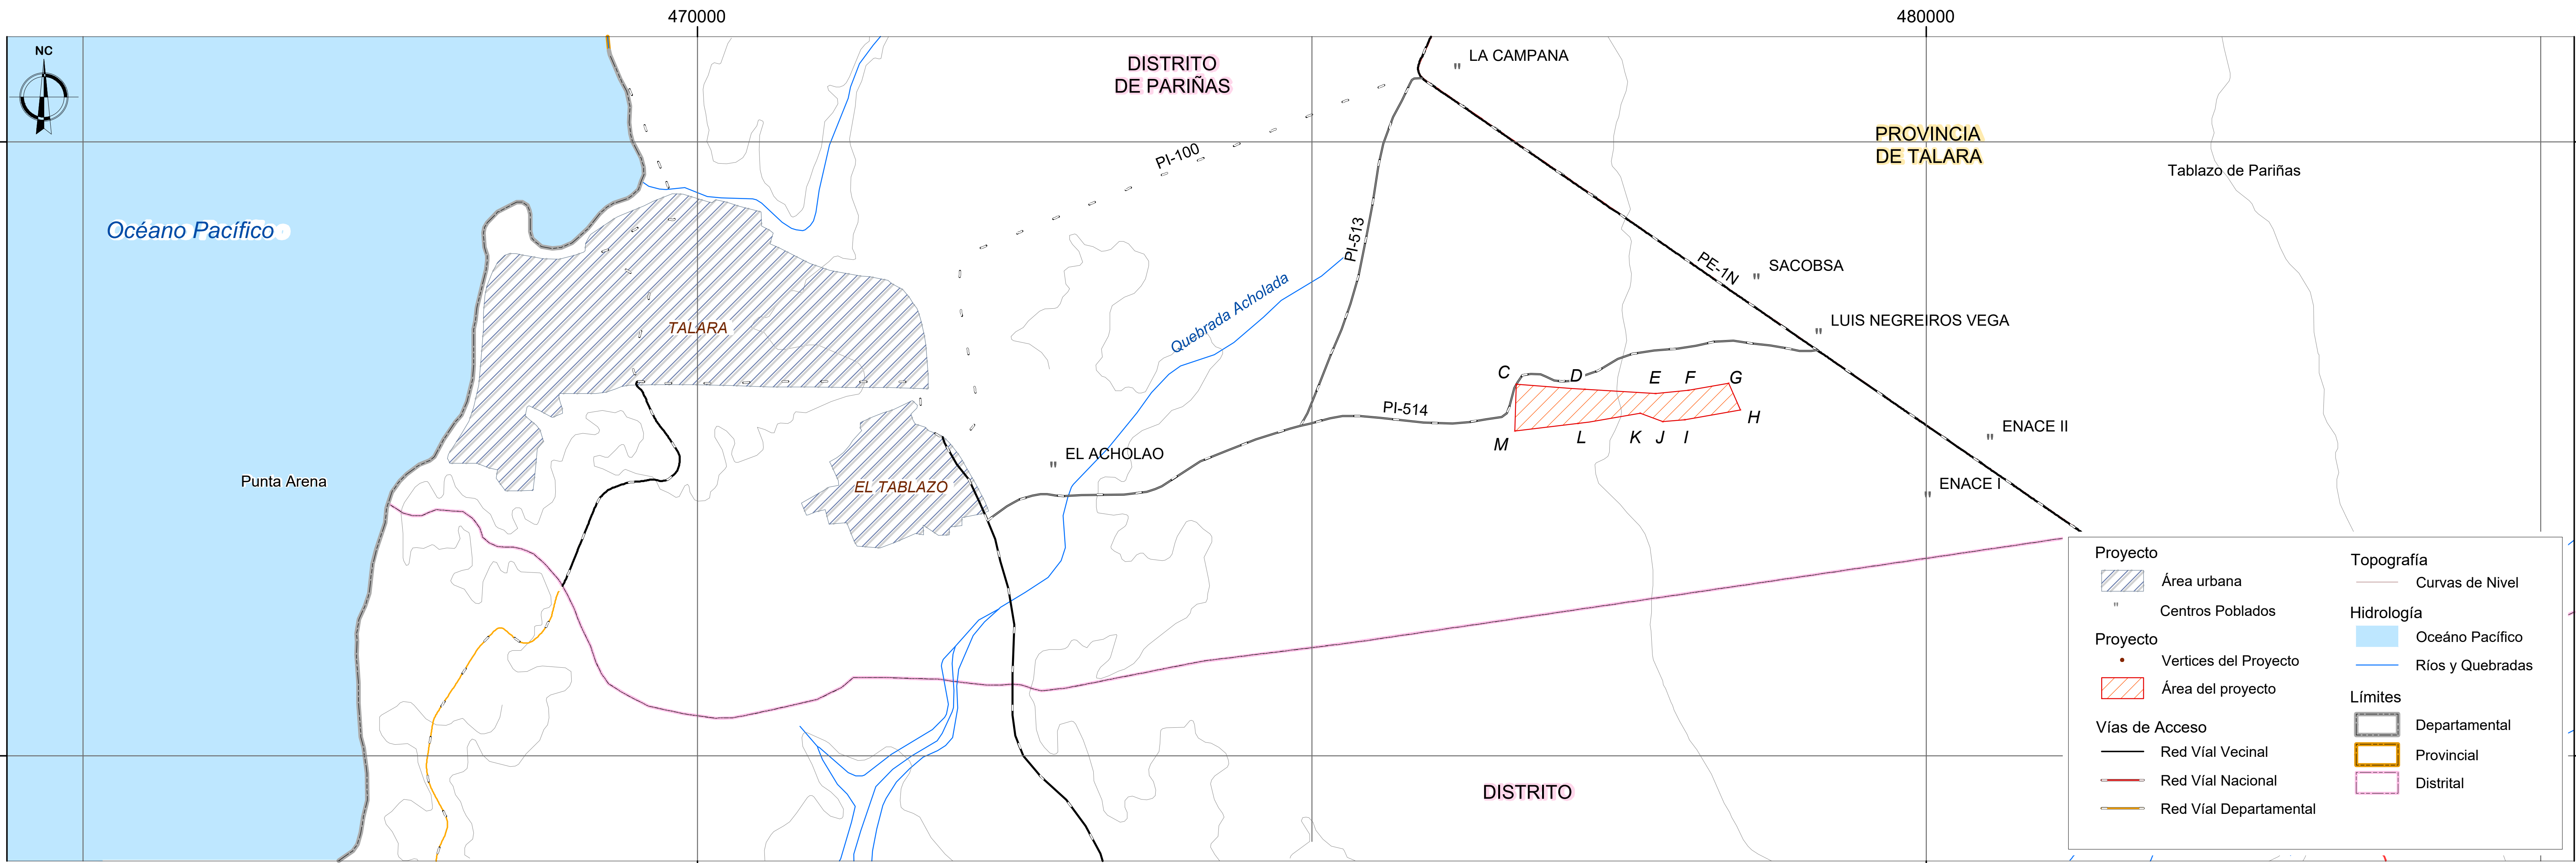 470000
480000
NC
DISTRITO
DE PARIÑAS
LA CAMPANA
PROVINCIA
DE TALARA
Tablazo de Pariñas
PI-100
Océano Pacífico
PI-513
PE-1N
SACOBSA
Quebrada Acholada
LUIS NEGREIROS VEGA
TALARA
C
D
E
F
G
PI-514
H
M
L
K
J
I
ENACE II
EL ACHOLAO
Punta Arena
EL TABLAZO
ENACE I
DISTRITO
Proyecto
Área urbana
Centros Poblados
Proyecto
Vertices del Proyecto
Área del proyecto
Vías de Acceso
Red Víal Vecinal
Red Víal Nacional
Red Víal Departamental
Topografía
Curvas de Nivel
Hidrología
Oceáno Pacífico
Ríos y Quebradas
Límites
Departamental
Provincial
Distrital